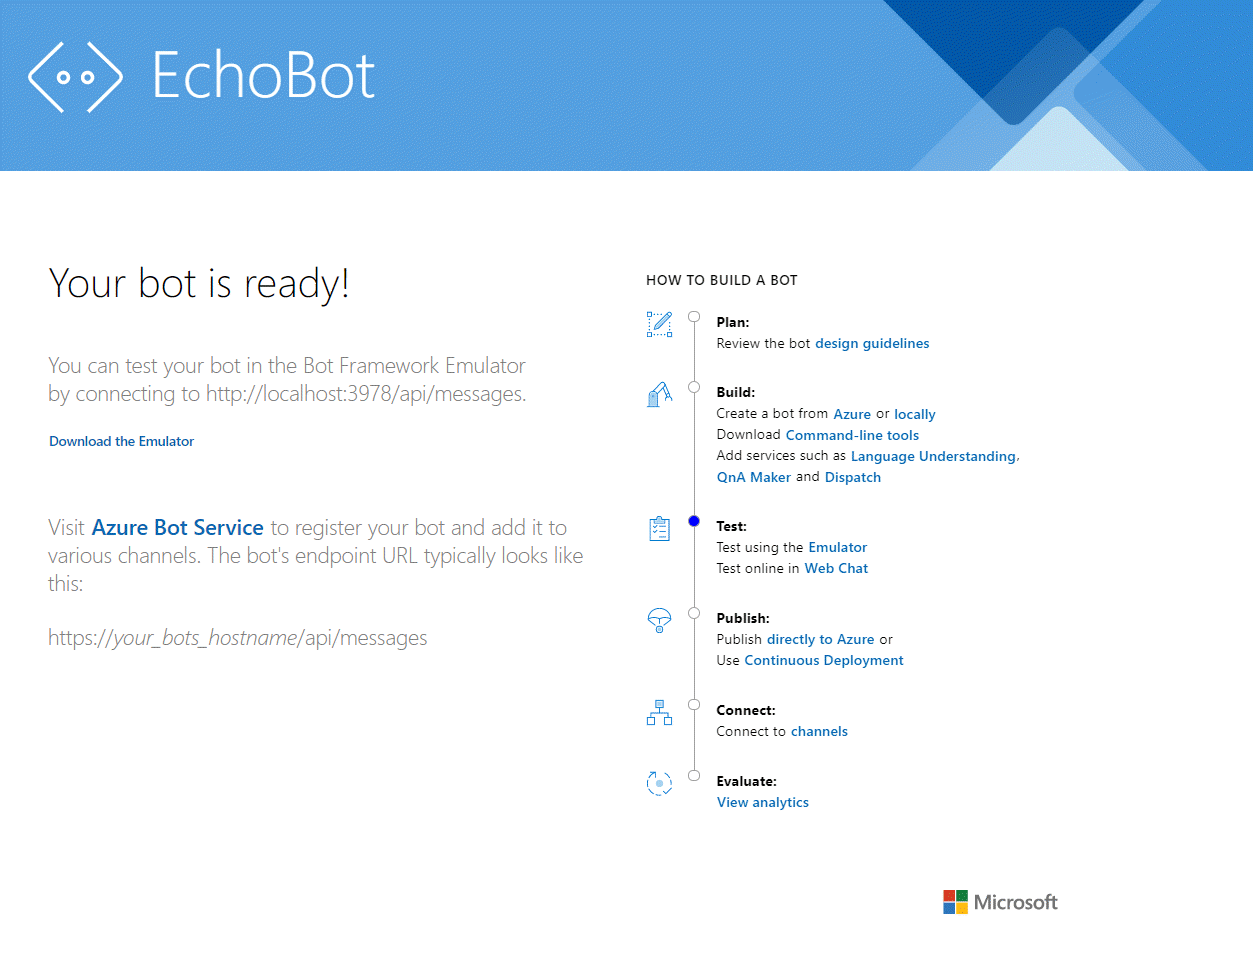 EchoBot
Your bot is ready!
You can test your bot in the Bot Framework Emulator
by connecting to http://localhost:3978/api/messages.
Download the Emulator
Visit Azure Bot Service to register your bot and add it to
various channels. The bot's endpoint URL typically looks like
this:
https://your_bots_hostname/api/messages
HOW TO BUILD A BOT
Plan:
Review the bot design guidelines
Build:
Create a bot from Azure or locally
Download Command-line tools
Add services such as Language Understanding,
QnA Maker and Dispatch
Test:
Test using the Emulator
Test online in Web Chat
Publish:
Publish directly to Azure or
Use Continuous Deployment
Connect:
Connect to channels
Evaluate:
View analytics
Microsoft